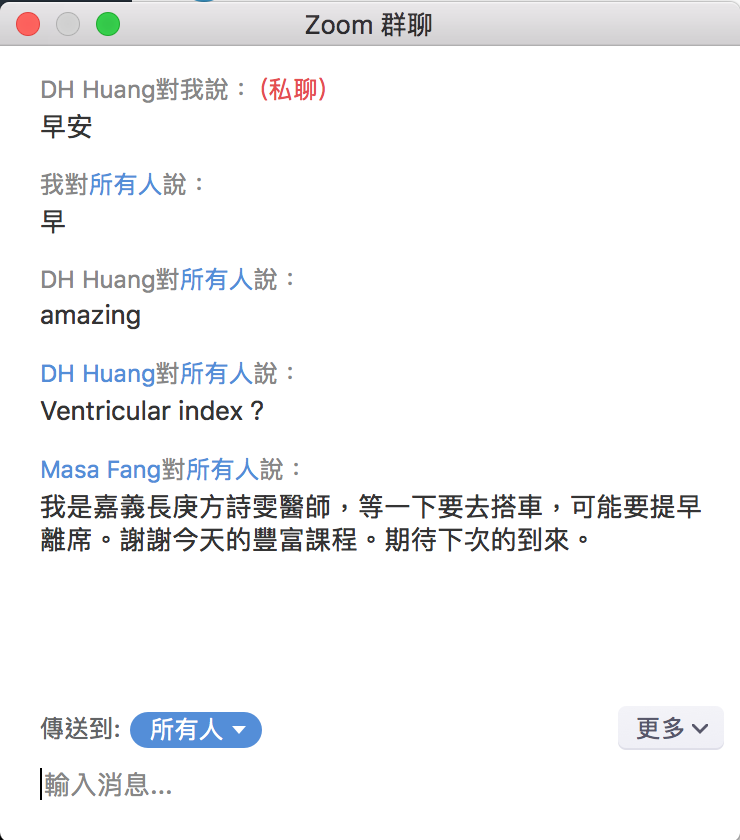 Zoom 群聊
DH Huang對我說：(私聊)
早安
我對所有人說：
早
DH Huang對所有人說：
amazing
DH Huang對所有人說：
Ventricular index ?
Masa Fang對所有人說：
我是嘉義長庚方詩雯醫師，等一下要去搭車，可能要提早
離席。謝謝今天的豐富課程。期待下次的到來。
傳送到: 所有人 更多
輸入消息...